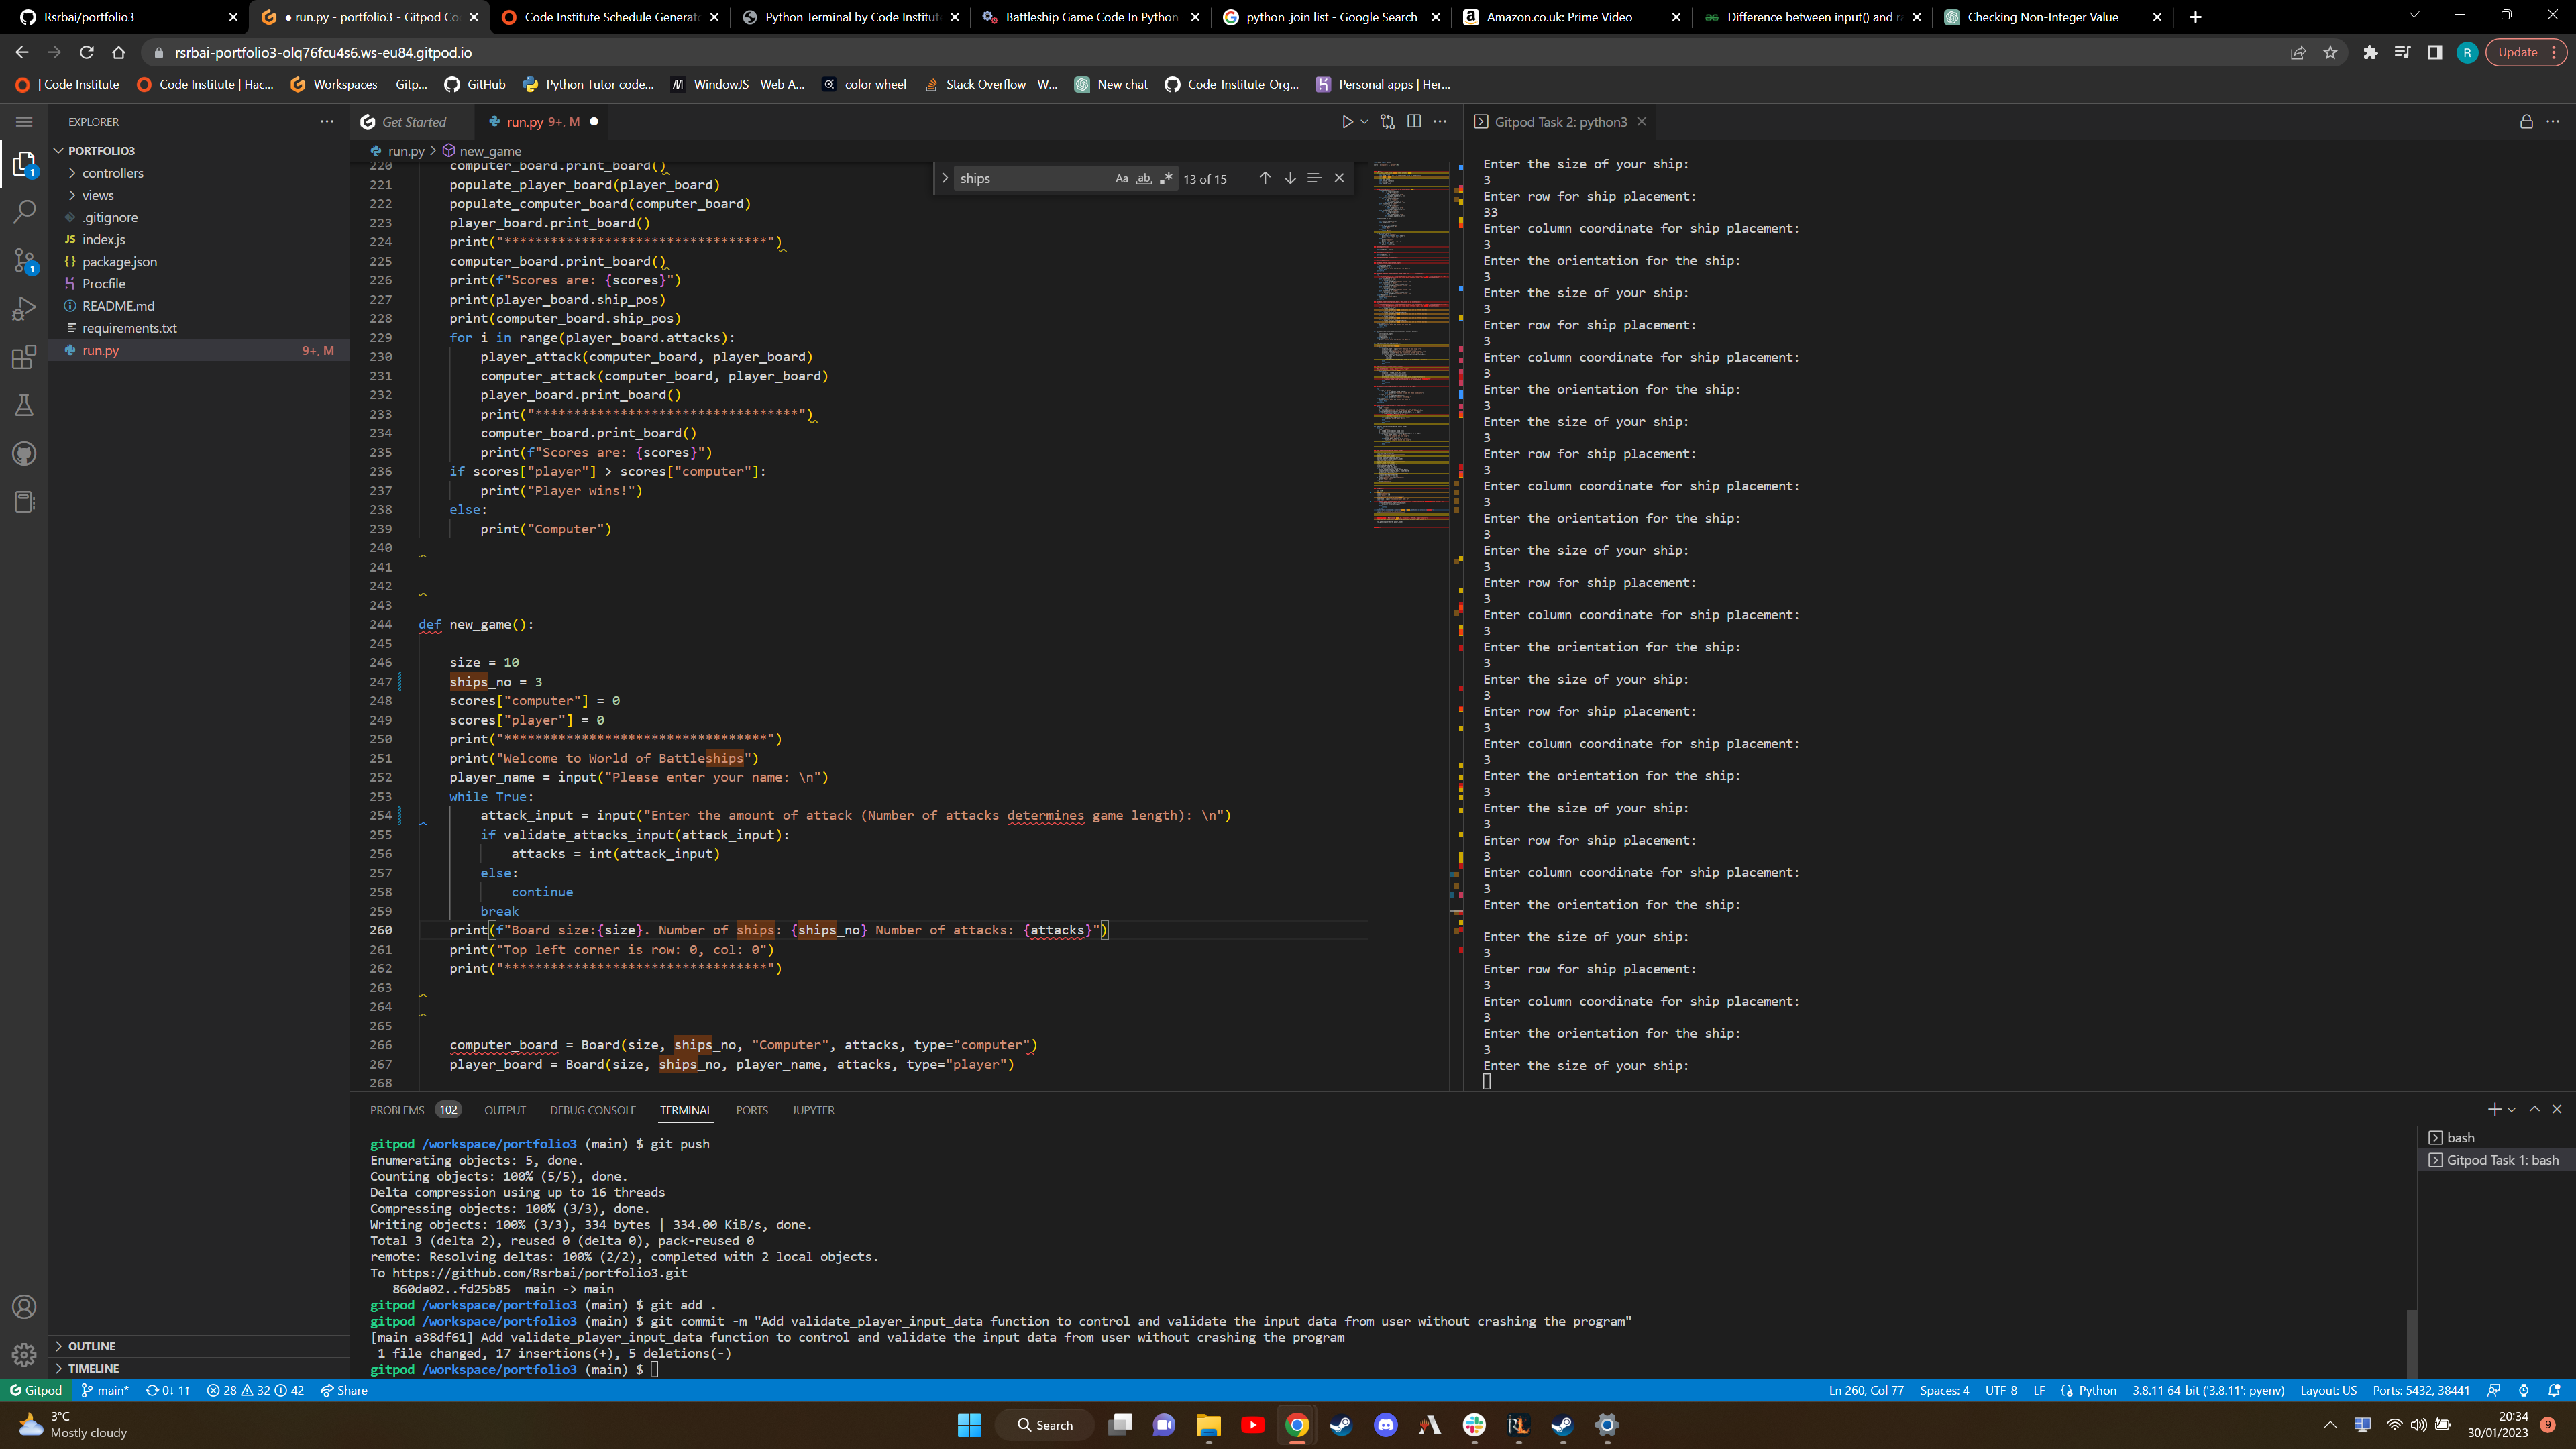 Rsrbai/portfolio3
● run.py - portfolio3 - Gitpod Co
Code Institute Schedule Generat
Python Terminal by Code Institut
Battleship Game Code In Python
python .join list - Google Search
Amazon.co.uk: Prime Video
Difference between input() and ra
Checking Non-Integer Value
rsrbai-portfolio3-olq76fcu4s6.ws-eu84.gitpod.io
R
Update
| Code Institute
Code Institute | Hac...
Workspaces — Gitp...
GitHub
Python Tutor code...
WindowJS - Web A...
color wheel
Stack Overflow - W...
New chat
Code-Institute-Org...
Personal apps | Her...
EXPLORER
PORTFOLIO3
controllers
views
.gitignore
JS index.js
{} package.json
Procfile
README.md
requirements.txt
run.py 9+, M
OUTLINE
TIMELINE
Get Started
run.py 9+, M
run.py > new_game
ships
Aa ab
13 of 15
220 computer_board.print_board()
221 populate_player_board(player_board)
222 populate_computer_board(computer_board)
223 player_board.print_board()
224 print("**********************************")
225 computer_board.print_board()
226 print(f"Scores are: {scores}")
227 print(player_board.ship_pos)
228 print(computer_board.ship_pos)
229 for i in range(player_board.attacks):
230 player_attack(computer_board, player_board)
231 computer_attack(computer_board, player_board)
232 player_board.print_board()
233 print("**********************************")
234 computer_board.print_board()
235 print(f"Scores are: {scores}")
236 if scores["player"] > scores["computer"]:
237 print("Player wins!")
238 else:
239 print("Computer")
240
241
242
243
244 def new_game():
245
246 size = 10
247 ships_no = 3
248 scores["computer"] = 0
249 scores["player"] = 0
250 print("**********************************")
251 print("Welcome to World of Battleships")
252 player_name = input("Please enter your name: \n")
253 while True:
254 attack_input = input("Enter the amount of attack (Number of attacks determines game length): \n")
255 if validate_attacks_input(attack_input):
256 attacks = int(attack_input)
257 else:
258 continue
259 break
260 print(f"Board size:{size}. Number of ships: {ships_no} Number of attacks: {attacks}")
261 print("Top left corner is row: 0, col: 0")
262 print("**********************************")
263
264
265
266 computer_board = Board(size, ships_no, "Computer", attacks, type="computer")
267 player_board = Board(size, ships_no, player_name, attacks, type="player")
268
Gitpod Task 2: python3
Enter the size of your ship:
3
Enter row for ship placement:
33
Enter column coordinate for ship placement:
3
Enter the orientation for the ship:
3
Enter the size of your ship:
3
Enter row for ship placement:
3
Enter column coordinate for ship placement:
3
Enter the orientation for the ship:
3
Enter the size of your ship:
3
Enter row for ship placement:
3
Enter column coordinate for ship placement:
3
Enter the orientation for the ship:
3
Enter the size of your ship:
3
Enter row for ship placement:
3
Enter column coordinate for ship placement:
3
Enter the orientation for the ship:
3
Enter the size of your ship:
3
Enter row for ship placement:
3
Enter column coordinate for ship placement:
3
Enter the orientation for the ship:
3
Enter the size of your ship:
3
Enter row for ship placement:
3
Enter column coordinate for ship placement:
3
Enter the orientation for the ship:
Enter the size of your ship:
3
Enter row for ship placement:
3
Enter column coordinate for ship placement:
3
Enter the orientation for the ship:
3
Enter the size of your ship:
PROBLEMS 102 OUTPUT DEBUG CONSOLE TERMINAL PORTS JUPYTER
gitpod /workspace/portfolio3 (main) $ git push
Enumerating objects: 5, done.
Counting objects: 100% (5/5), done.
Delta compression using up to 16 threads
Compressing objects: 100% (3/3), done.
Writing objects: 100% (3/3), 334 bytes | 334.00 KiB/s, done.
Total 3 (delta 2), reused 0 (delta 0), pack-reused 0
remote: Resolving deltas: 100% (2/2), completed with 2 local objects.
To https://github.com/Rsrbai/portfolio3.git
860da02..fd25b85 main -> main
gitpod /workspace/portfolio3 (main) $ git add .
gitpod /workspace/portfolio3 (main) $ git commit -m "Add validate_player_input_data function to control and validate the input data from user without crashing the program"
[main a38df61] Add validate_player_input_data function to control and validate the input data from user without crashing the program
1 file changed, 17 insertions(+), 5 deletions(-)
gitpod /workspace/portfolio3 (main) $
bash
Gitpod Task 1: bash
Gitpod main* 0↓ 1↑ 28 32 42 Share
Ln 260, Col 77 Spaces: 4 UTF-8 LF Python 3.8.11 64-bit ('3.8.11': pyenv) Layout: US Ports: 5432, 38441
3°C
Mostly cloudy
Search
20:34
30/01/2023
9